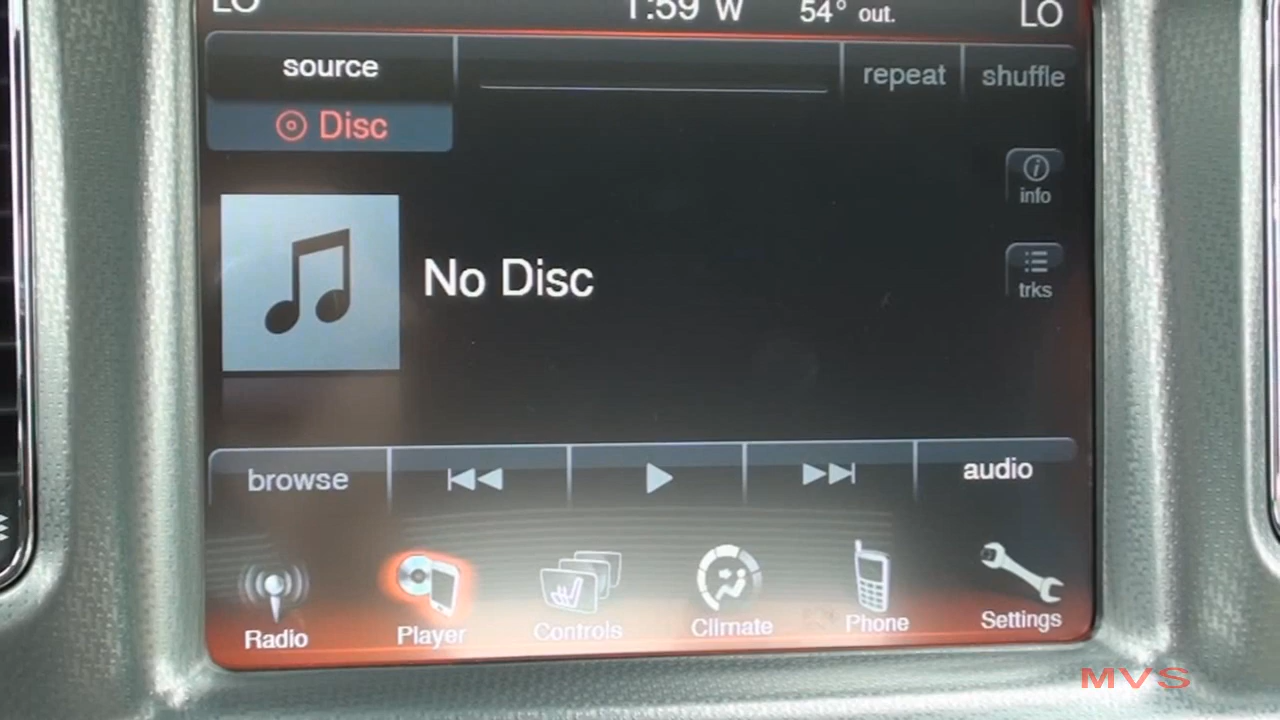 LO 1:59 W 54° out. LO
source repeat shuffle
Disc
info
No Disc
trks
browse audio
Radio Player Controls Climate Phone Settings
MVS